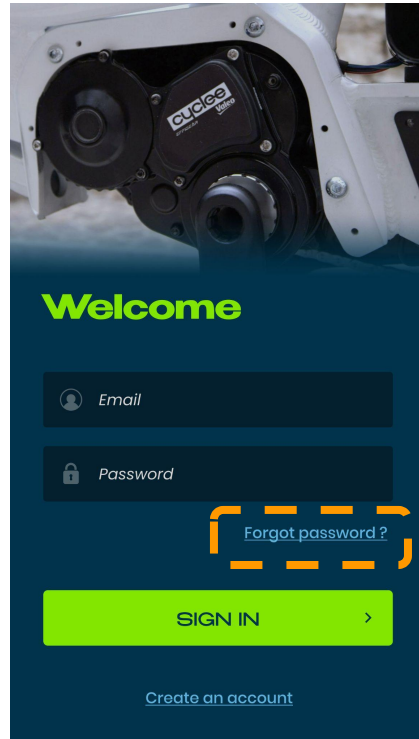 cyclee
Valeo
Welcome
Email
Password
Forgot password ?
SIGN IN
Create an account